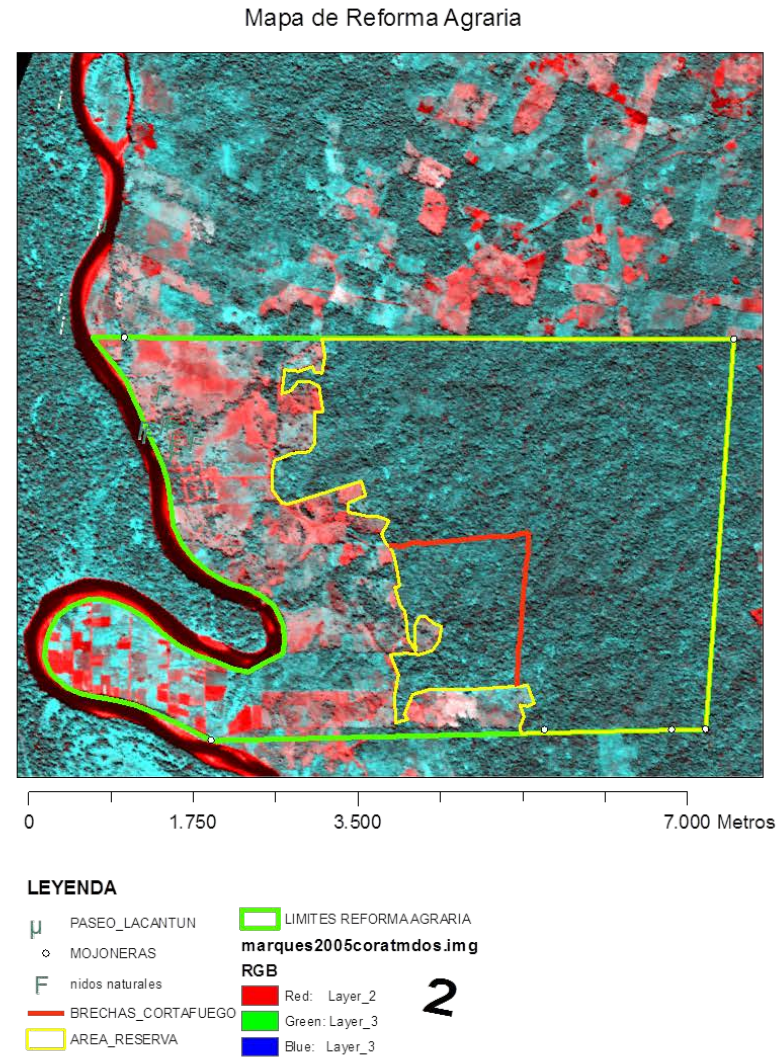 Mapa de Reforma Agraria
0 1.750 3.500 7.000 Metros
LEYENDA
µ PASEO_LACANTUN
MOJONERAS
F nidos naturales
BRECHAS_CORTAFUEGO
AREA_RESERVA
LIMITES REFORMA AGRARIA
marques2005coratmdos.img
RGB
Red: Layer_2
Green: Layer_3
Blue: Layer_3
2